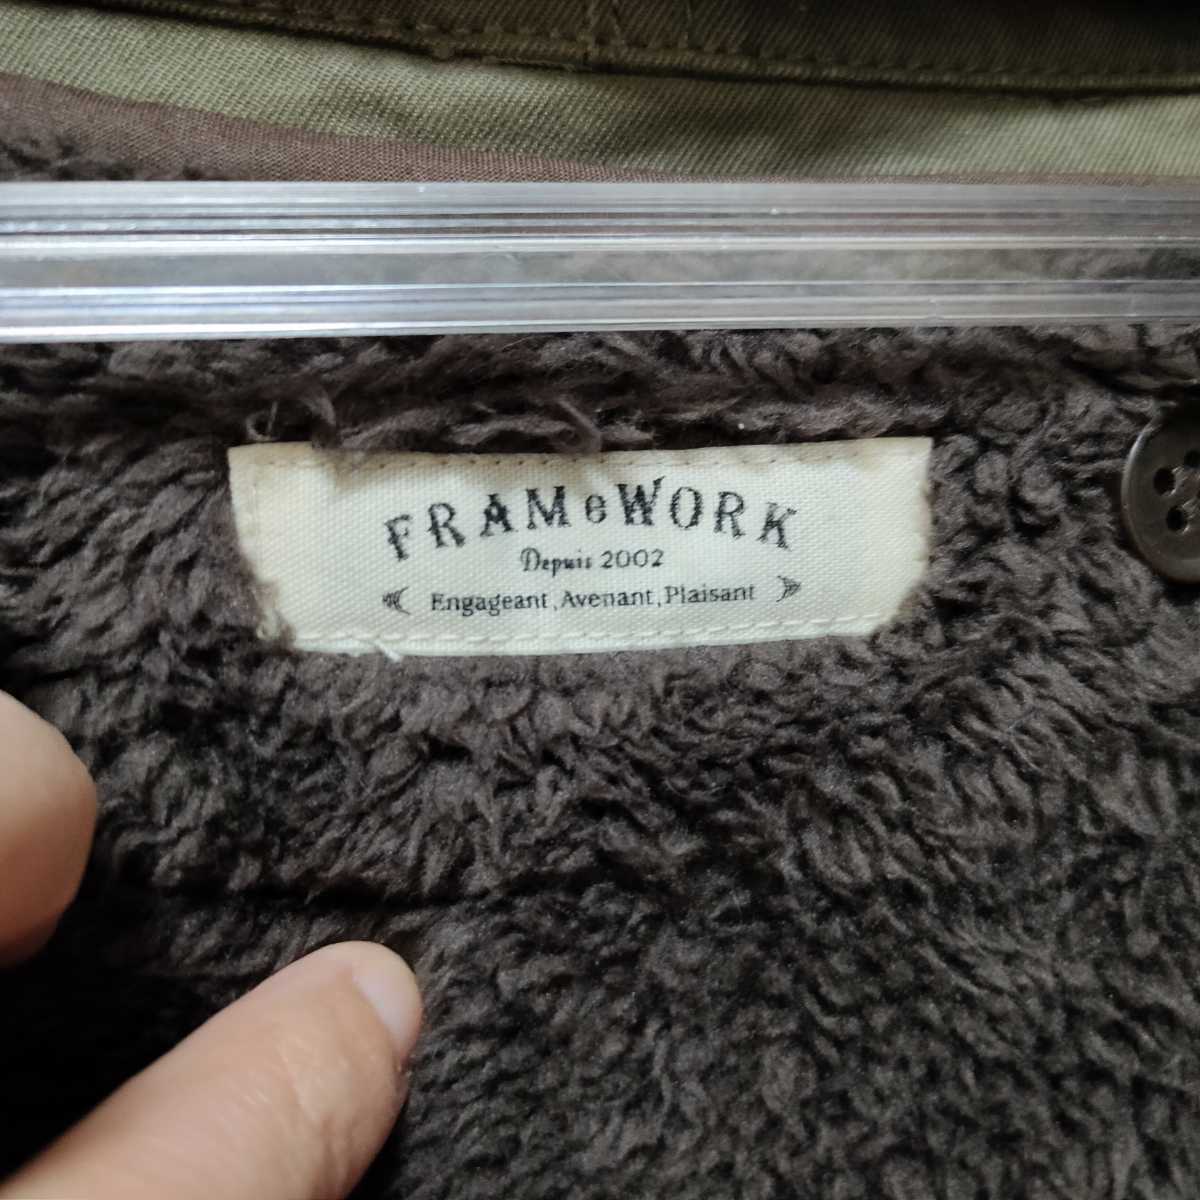 FRAMeWORK
Depuis 2002
Engageant, Avenant, Plaisant